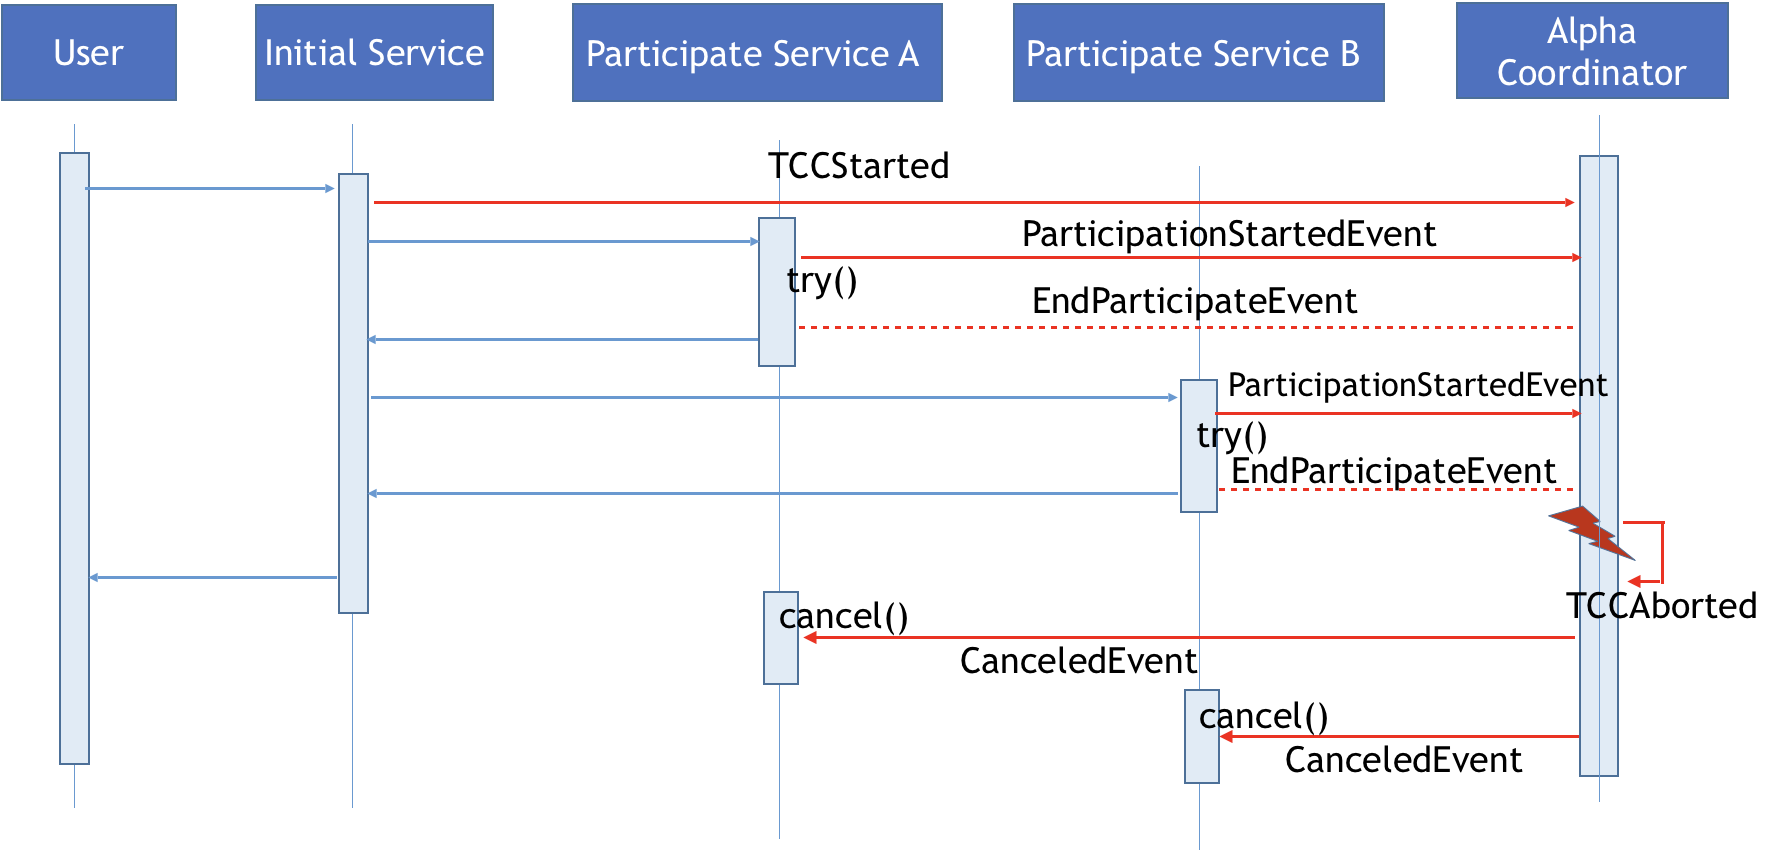 User
Initial Service
Participate Service A
Participate Service B
Alpha
Coordinator
TCCStarted
ParticipationStartedEvent
try()
EndParticipateEvent
ParticipationStartedEvent
try()
EndParticipateEvent
TCCAborted
cancel()
CanceledEvent
cancel()
CanceledEvent